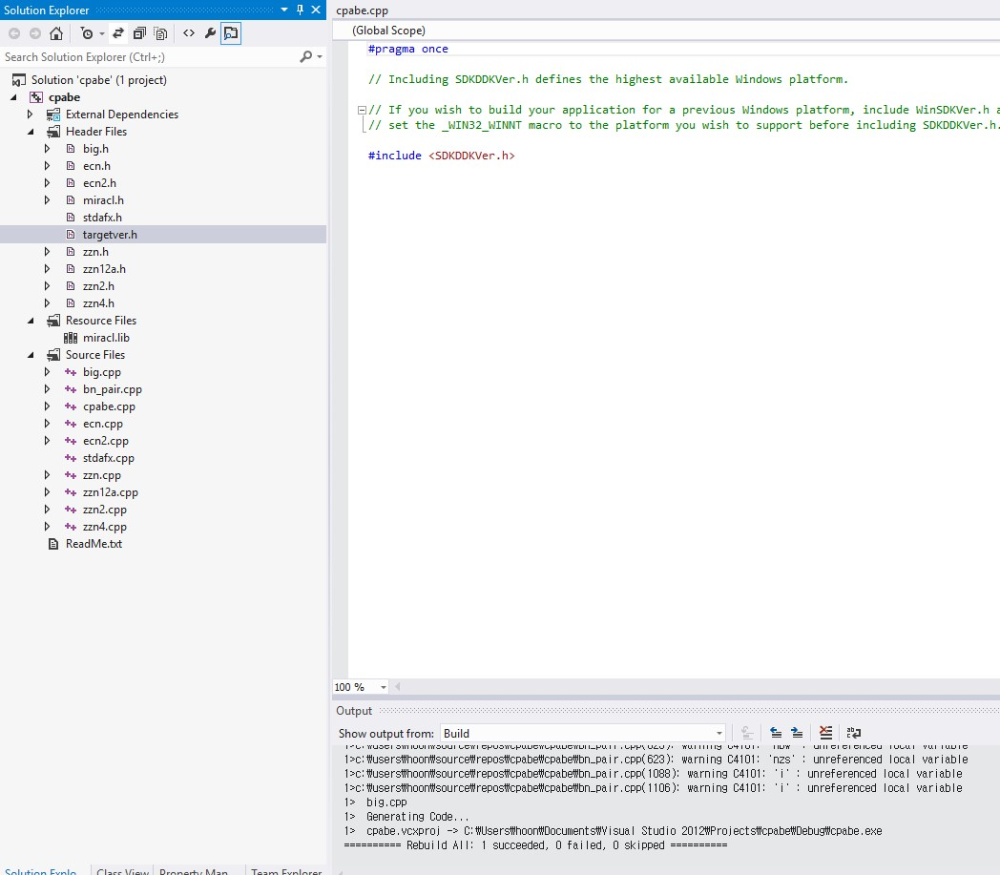 Solution Explorer
Search Solution Explorer (Ctrl+;)
Solution 'cpabe' (1 project)
cpabe
External Dependencies
Header Files
big.h
ecn.h
ecn2.h
miracl.h
stdafx.h
targetver.h
zzn.h
zzn12a.h
zzn2.h
zzn4.h
Resource Files
miracl.lib
Source Files
big.cpp
bn_pair.cpp
cpabe.cpp
ecn.cpp
ecn2.cpp
stdafx.cpp
zzn.cpp
zzn12a.cpp
zzn2.cpp
zzn4.cpp
ReadMe.txt
Solution Explo... Class View Property Man... Team Explorer
cpabe.cpp
(Global Scope)
#pragma once
// Including SDKDDKVer.h defines the highest available Windows platform.
// If you wish to build your application for a previous Windows platform, include WinSDKVer.h a
// set the _WIN32_WINNT macro to the platform you wish to support before including SDKDDKVer.h.
#include <SDKDDKVer.h>
100 %
Output
Show output from: Build
1>c:₩users₩hoon₩source₩repos₩cpabe₩cpabe₩bn_pair.cpp(623): warning C4101: 'nbw' : unreferenced local variable
1>c:₩users₩hoon₩source₩repos₩cpabe₩cpabe₩bn_pair.cpp(623): warning C4101: 'nzs' : unreferenced local variable
1>c:₩users₩hoon₩source₩repos₩cpabe₩cpabe₩bn_pair.cpp(1088): warning C4101: 'i' : unreferenced local variable
1>c:₩users₩hoon₩source₩repos₩cpabe₩cpabe₩bn_pair.cpp(1106): warning C4101: 'i' : unreferenced local variable
1> big.cpp
1> Generating Code...
1> cpabe.vcxproj -> C:₩Users₩hoon₩Documents₩Visual Studio 2012₩Projects₩cpabe₩Debug₩cpabe.exe
========== Rebuild All: 1 succeeded, 0 failed, 0 skipped ==========